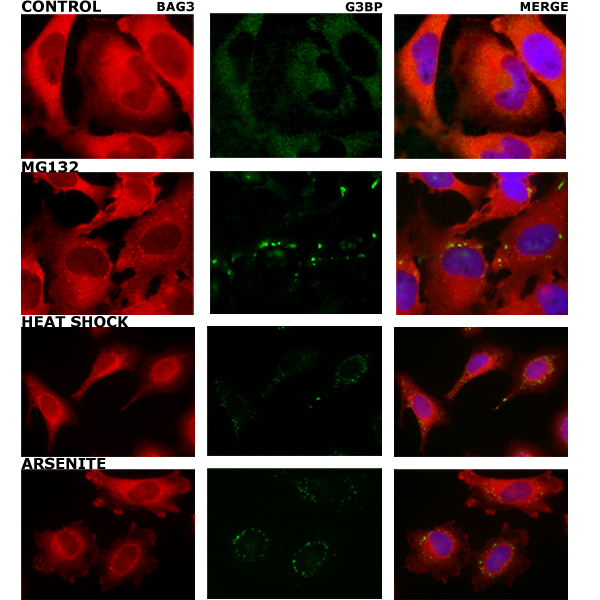 CONTROL BAG3 G3BP MERGE
MG132
HEAT SHOCK
ARSENITE